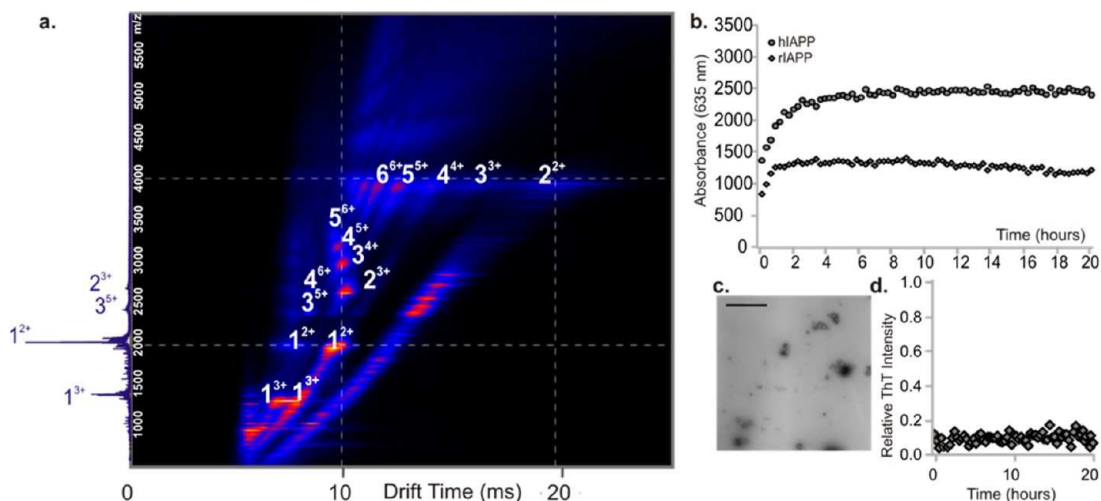 a.
m/z
5500
5000
4500
4000
3500
3000
2500
2000
1500
1000
6⁶⁺ 5⁵⁺ 4⁴⁺ 3³⁺ 2²⁺
5⁶⁺
4⁵⁺
3⁴⁺
4⁶⁺ 2³⁺
3⁵⁺
1²⁺ 1²⁺
1³⁺ 1³⁺
2³⁺
3⁵⁺
1²⁺
1³⁺
0 10 20
Drift Time (ms)
b.
hIAPP
rIAPP
Absorbance (635 nm)
3500
3000
2500
2000
1500
1000
500
0
Time (hours)
0 2 4 6 8 10 12 14 16 18 20
c.
d.
Relative ThT Intensity
1.0
0.8
0.6
0.4
0.2
0.0
0 10 20
Time (hours)